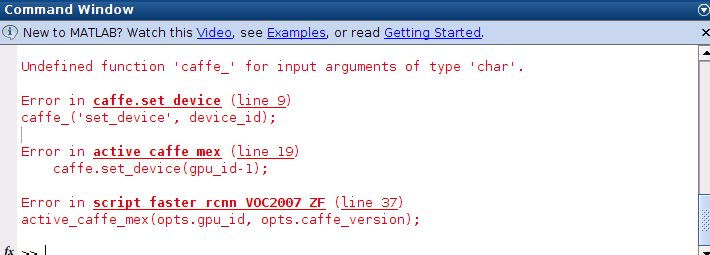 Command Window
New to MATLAB? Watch this Video, see Examples, or read Getting Started.
Undefined function 'caffe_' for input arguments of type 'char'.
Error in caffe.set_device (line 9)
caffe_('set_device', device_id);
Error in active_caffe_mex (line 19)
caffe.set_device(gpu_id-1);
Error in script_faster_rcnn_VOC2007_ZF (line 37)
active_caffe_mex(opts.gpu_id, opts.caffe_version);
fx >>